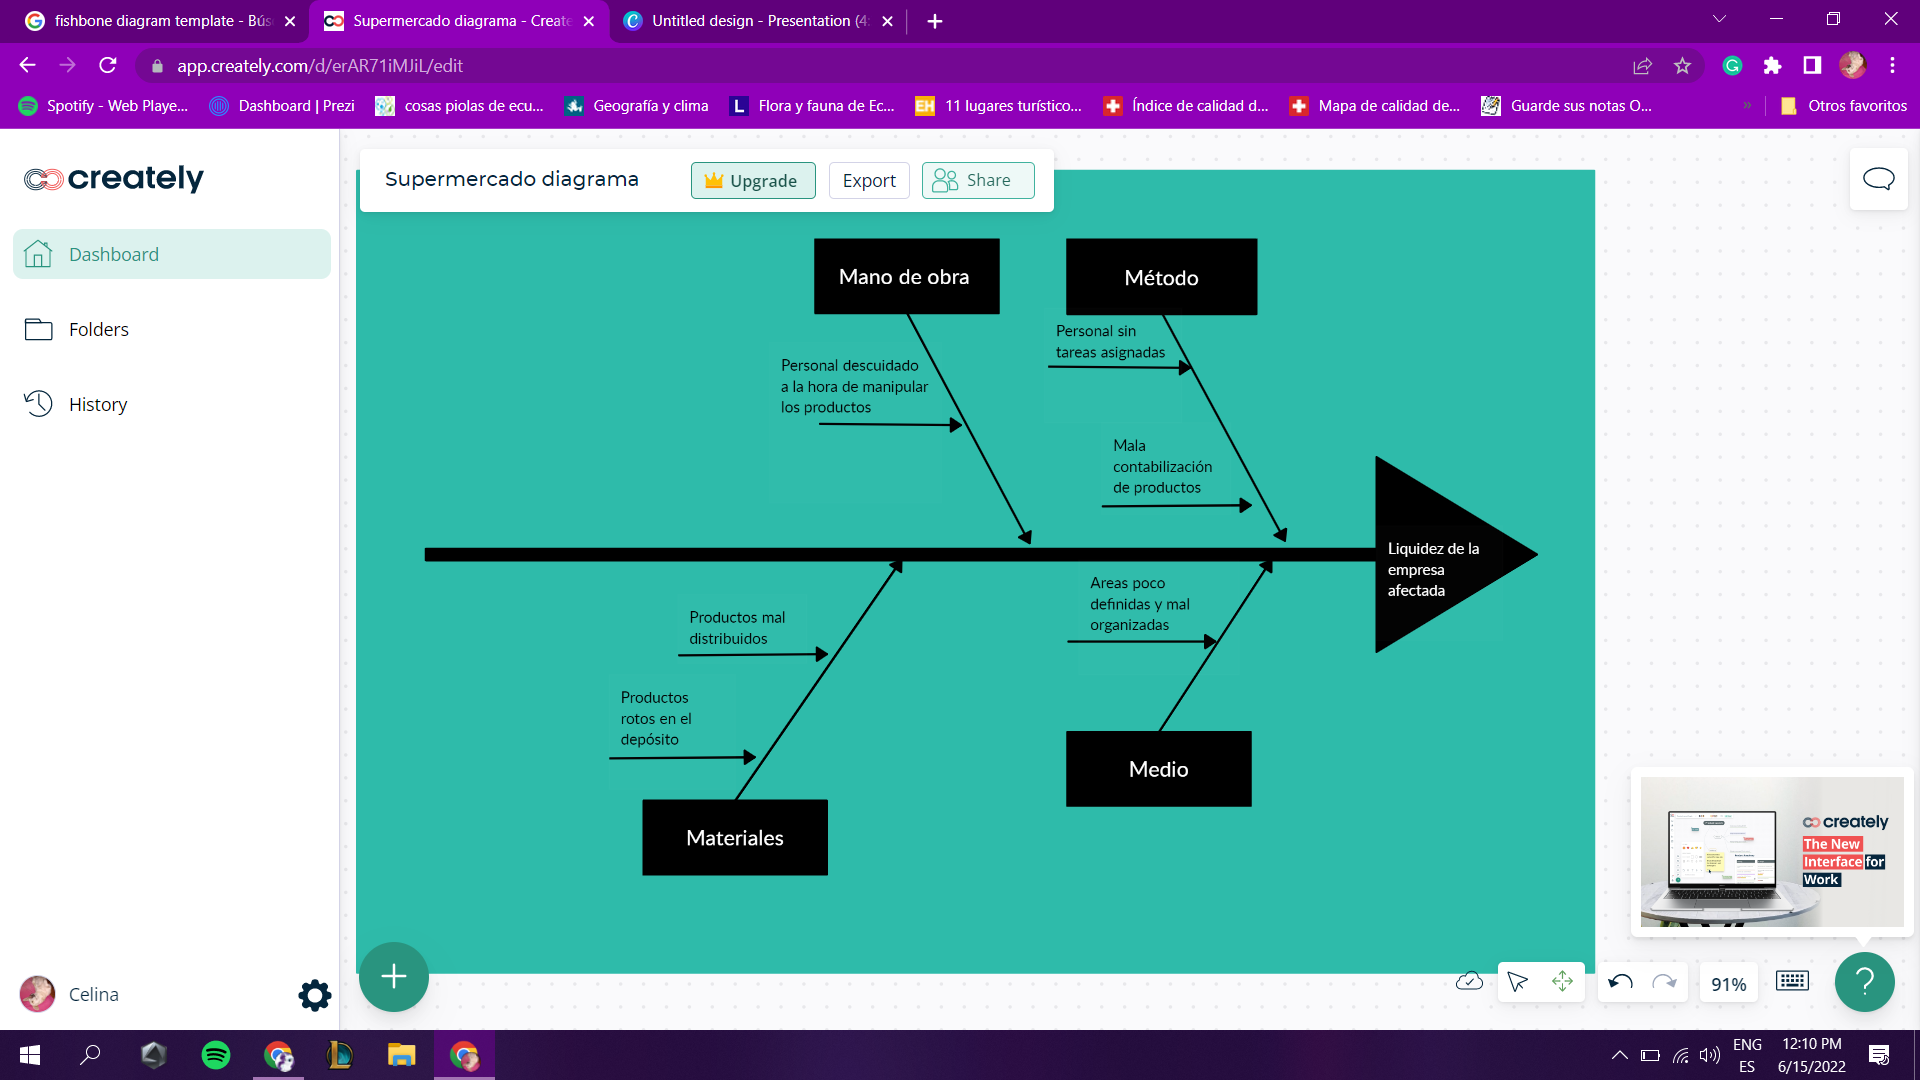 fishbone diagram template - Bús
Supermercado diagrama - Create
Untitled design - Presentation (4:
app.creately.com/d/erAR71iMJiL/edit
Spotify - Web Playe...
Dashboard | Prezi
cosas piolas de ecu...
Geografía y clima
Flora y fauna de Ec...
11 lugares turístico...
Índice de calidad d...
Mapa de calidad de...
Guarde sus notas O...
»
Otros favoritos
creately
Dashboard
Folders
History
Celina
Supermercado diagrama
Upgrade
Export
Share
Mano de obra
Método
Personal sin
tareas asignadas
Personal descuidado
a la hora de manipular
los productos
Mala
contabilización
de productos
Liquidez de la
empresa
afectada
Areas poco
definidas y mal
organizadas
Productos mal
distribuidos
Productos
rotos en el
depósito
Medio
Materiales
creately
The New
Interface for
Work
91%
?
ENG
ES
12:10 PM
6/15/2022